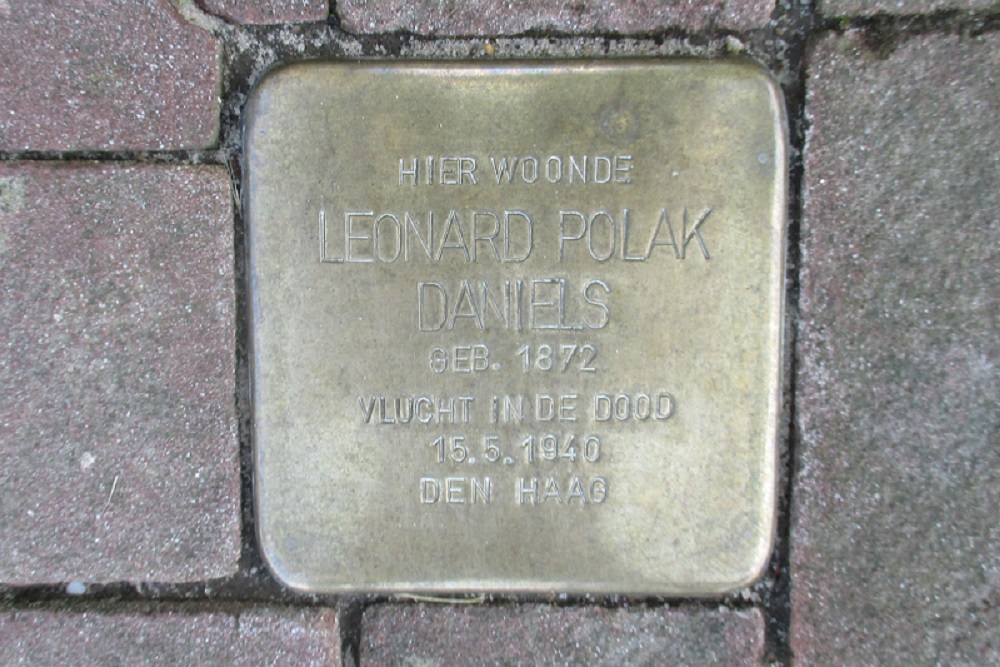 HIER WOONDE
LEONARD POLAK
DANIELS
GEB. 1872
VLUCHT IN DE DOOD
15.5.1940
DEN HAAG